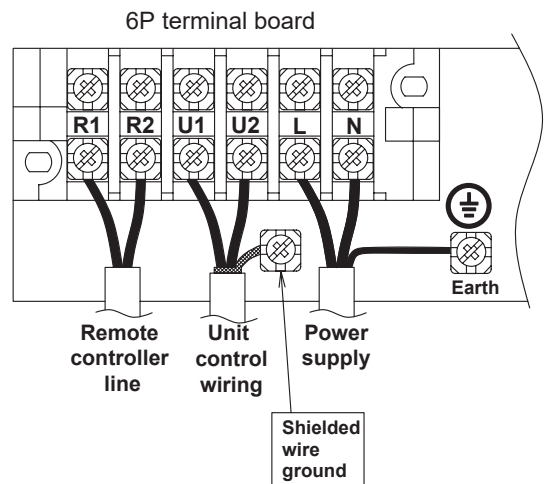 6P terminal board
R1 R2 U1 U2 L N
Earth
Remote
controller
line
Unit
control
wiring
Power
supply
Shielded
wire
ground